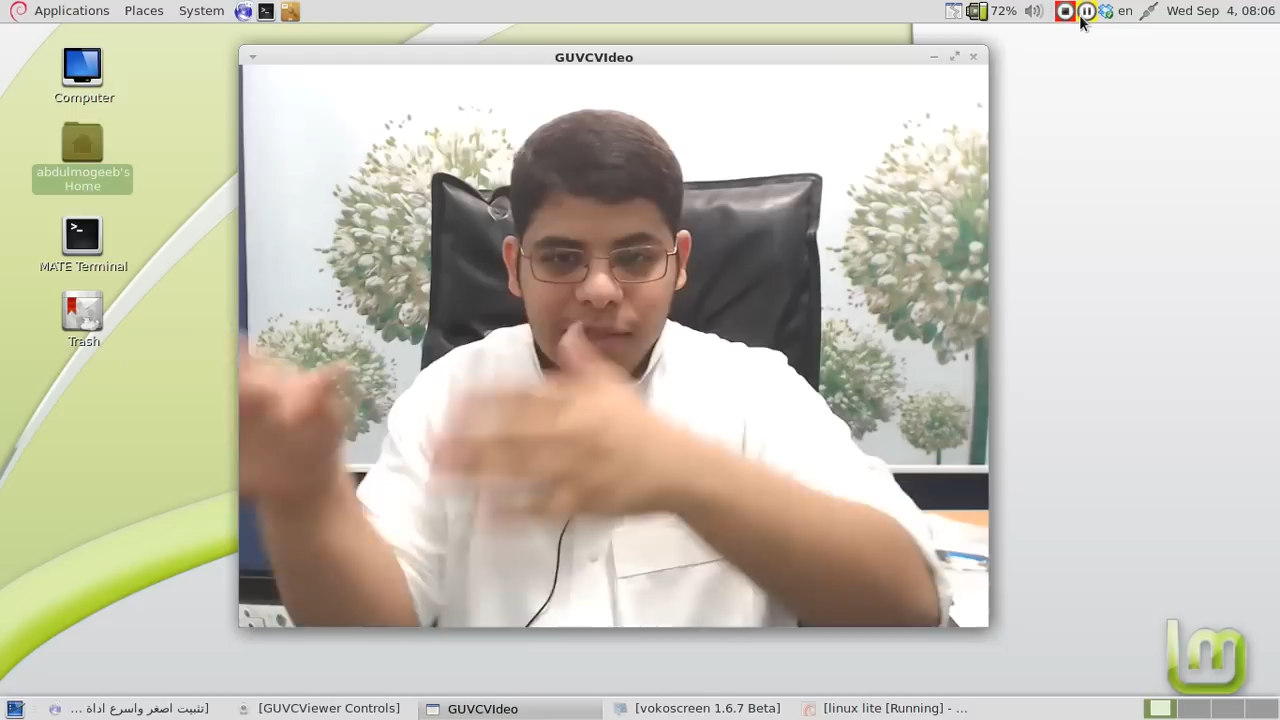 Applications Places System
72%
en
Wed Sep 4, 08:06
GUVCVIdeo
Computer
abdulmogeeb's
Home
MATE Terminal
Trash
lm
... تثبيت اصغر واسرع اداة]
[GUVCViewer Controls]
GUVCVIdeo
[vokoscreen 1.6.7 Beta]
[linux lite [Running] - ...